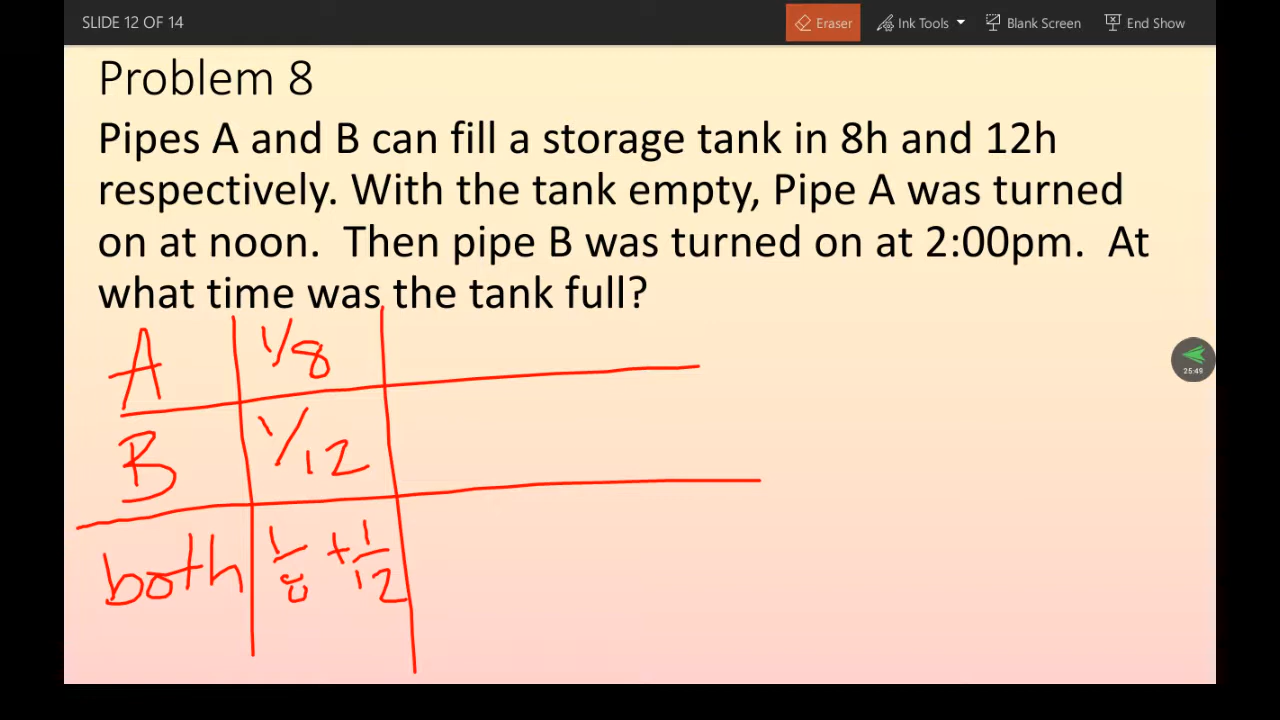 SLIDE 12 OF 14
Eraser
Ink Tools
Blank Screen
End Show
Problem 8
Pipes A and B can fill a storage tank in 8h and 12h
respectively. With the tank empty, Pipe A was turned
on at noon. Then pipe B was turned on at 2:00pm. At
what time was the tank full?
A 1/8
B 1/12
both 1/8 + 1/12
25:49